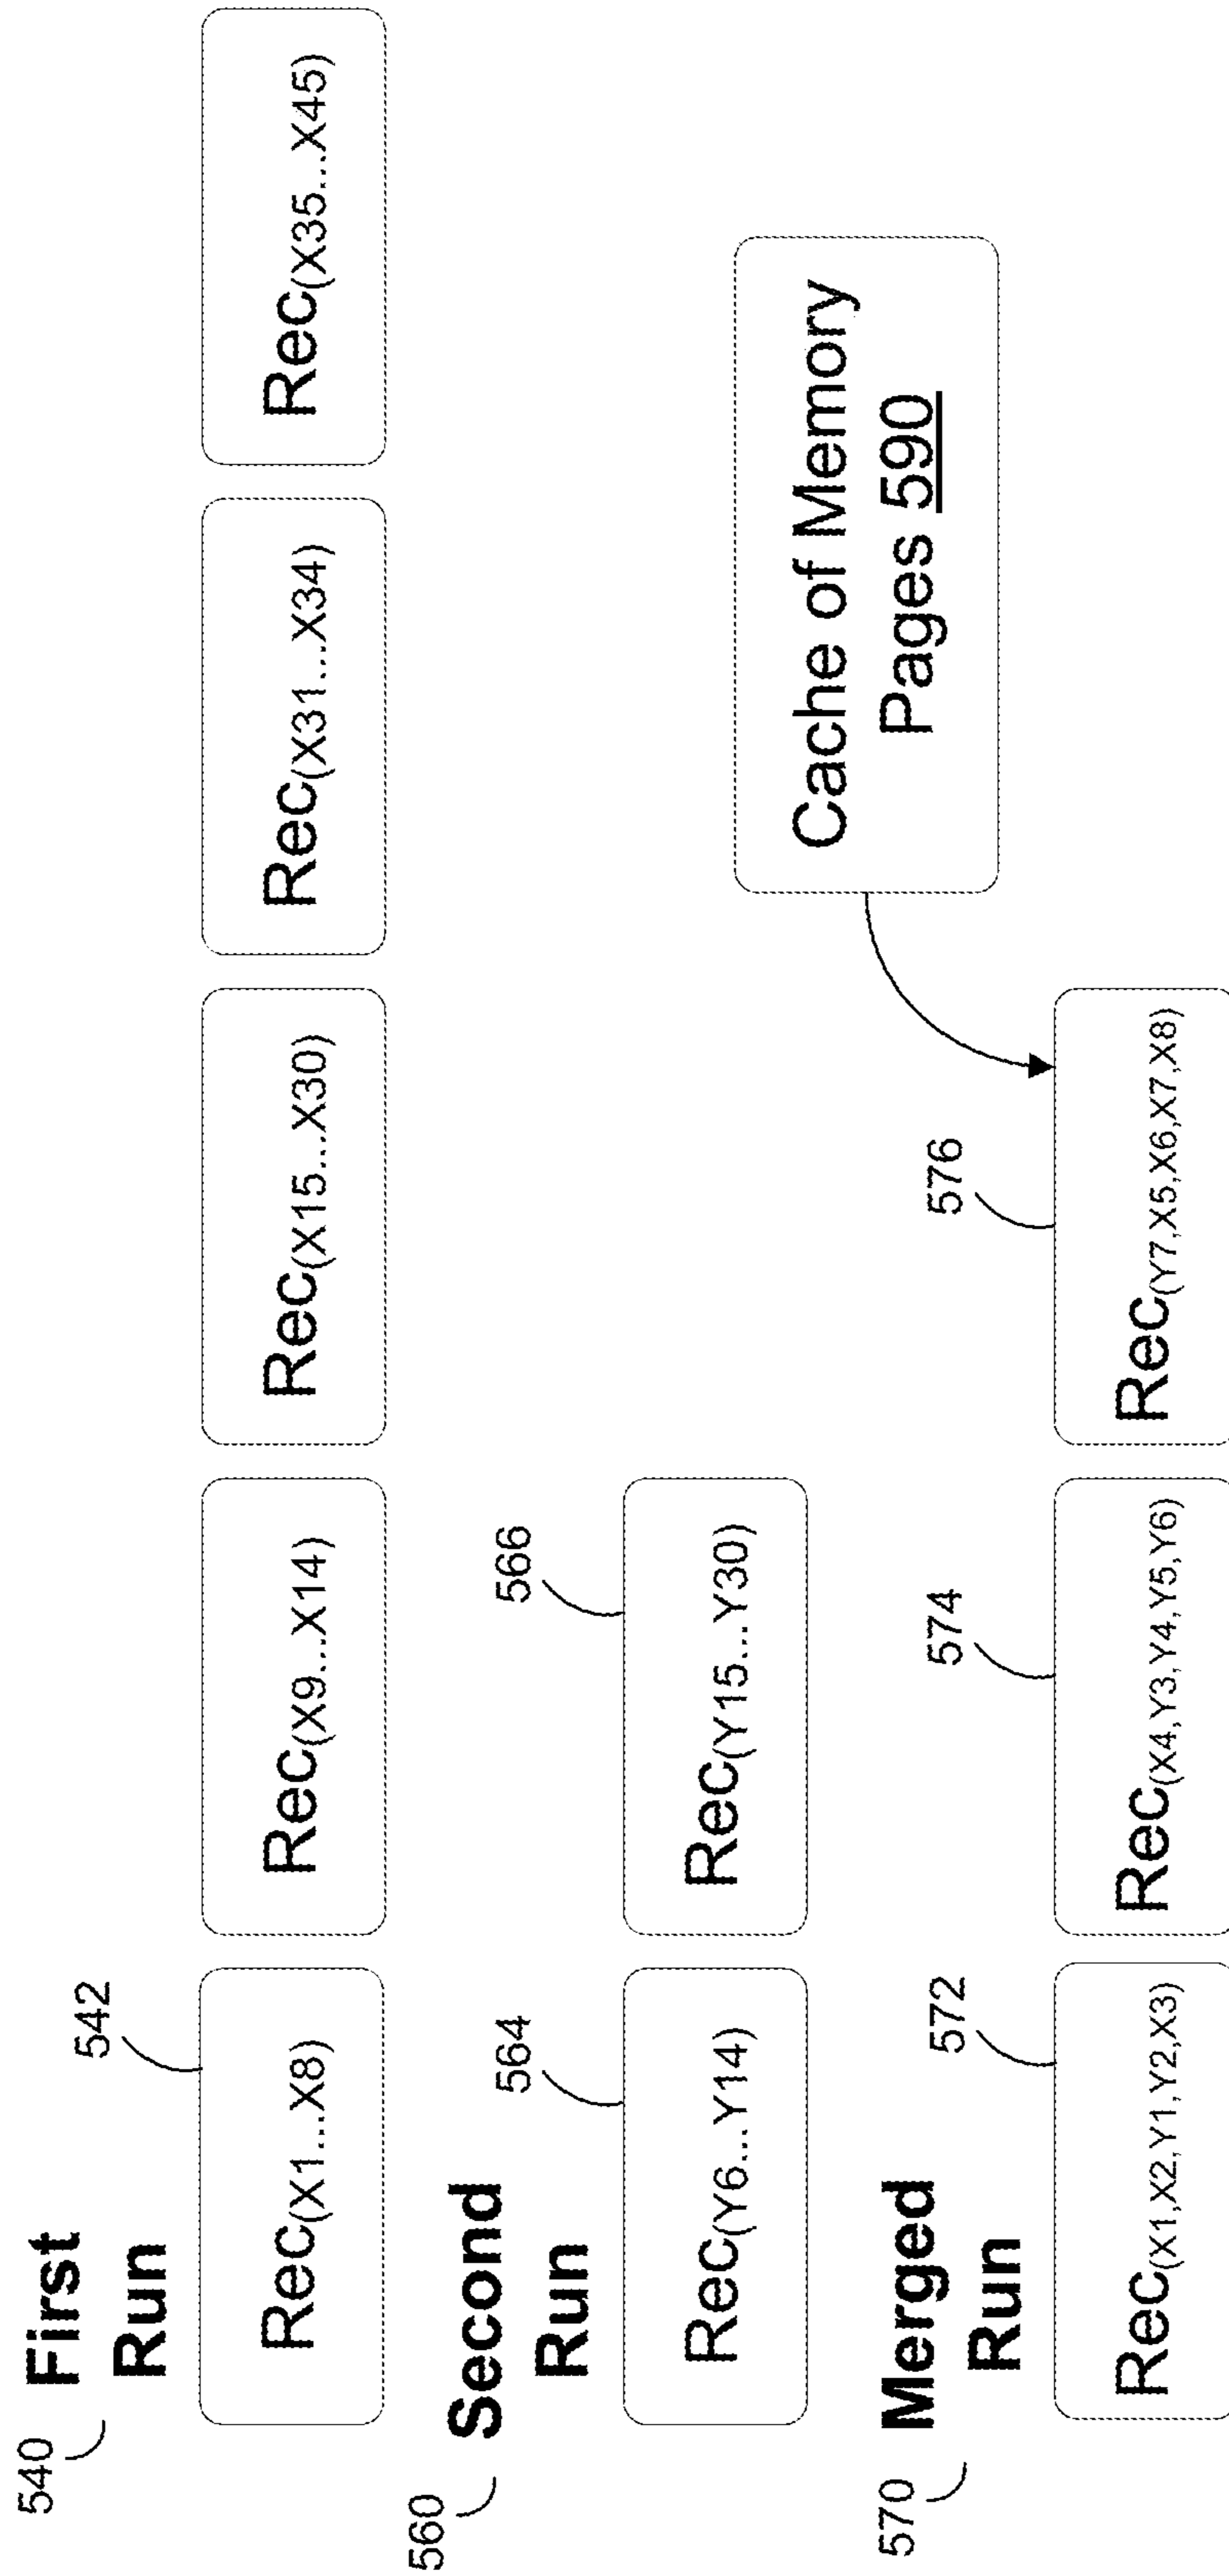 540
First
Run
542
Rec(X1...X8)
Rec(X9...X14)
Rec(X15...X30)
Rec(X31...X34)
Rec(X35...X45)
560
Second
Run
564
Rec(Y6...Y14)
566
Rec(Y15...Y30)
Cache of Memory
Pages 590
570
Merged
Run
572
Rec(X1,X2,Y1,Y2,X3)
574
Rec(X4,Y3,Y4,Y5,Y6)
576
Rec(Y7,X5,X6,X7,X8)